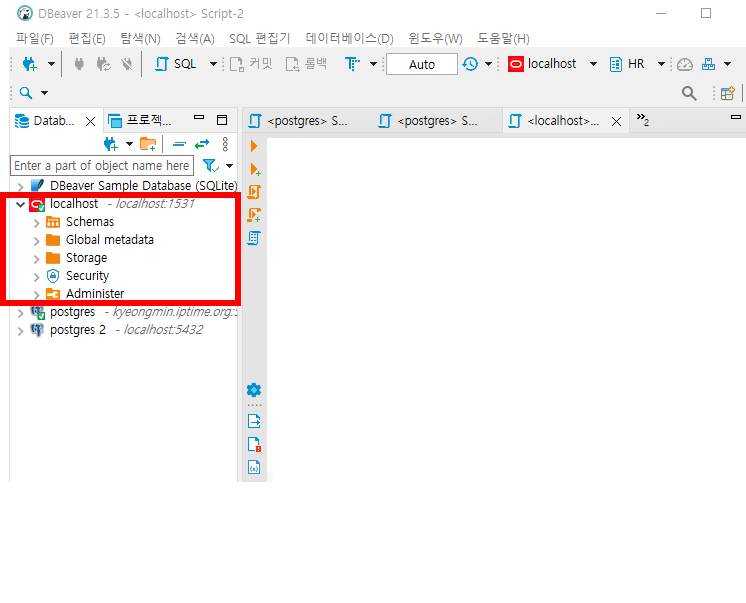 DBeaver 21.3.5 - <localhost> Script-2
파일(F) 편집(E) 탐색(N) 검색(A) SQL 편집기 데이터베이스(D) 윈도우(W) 도움말(H)
SQL 커밋 롤백 Auto localhost HR
Datab... 프로젝... <postgres> S... <postgres> S... <localhost>... »2
Enter a part of object name here
DBeaver Sample Database (SQLite)
localhost - localhost:1531
Schemas
Global metadata
Storage
Security
Administer
postgres - kyeongmin.iptime.org:
postgres 2 - localhost:5432